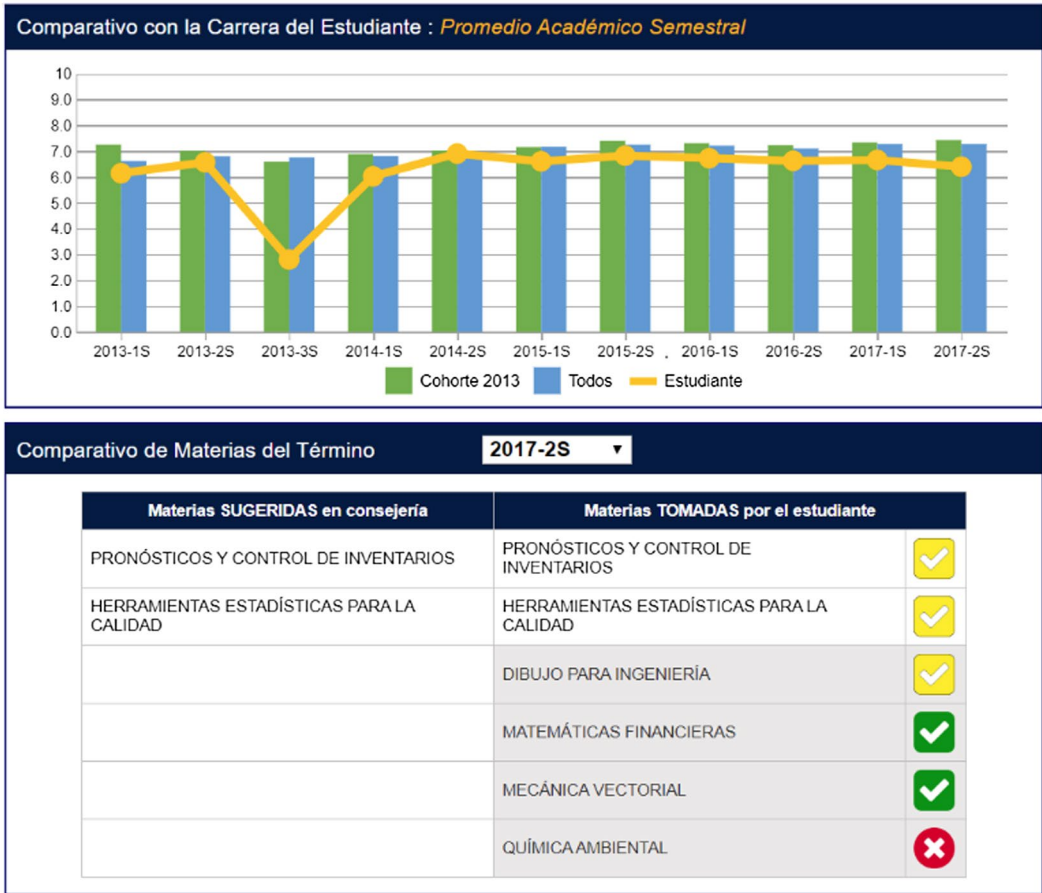 Comparativo con la Carrera del Estudiante : Promedio Académico Semestral
10
9.0
8.0
7.0
6.0
5.0
4.0
3.0
2.0
1.0
0.0
2013-1S 2013-2S 2013-3S 2014-1S 2014-2S 2015-1S 2015-2S . 2016-1S 2016-2S 2017-1S 2017-2S
Cohorte 2013 Todos Estudiante
Comparativo de Materias del Término 2017-2S
Materias SUGERIDAS en consejería Materias TOMADAS por el estudiante
PRONÓSTICOS Y CONTROL DE INVENTARIOS
PRONÓSTICOS Y CONTROL DE
INVENTARIOS
HERRAMIENTAS ESTADÍSTICAS PARA LA
CALIDAD
HERRAMIENTAS ESTADÍSTICAS PARA LA
CALIDAD
DIBUJO PARA INGENIERÍA
MATEMÁTICAS FINANCIERAS
MECÁNICA VECTORIAL
QUÍMICA AMBIENTAL